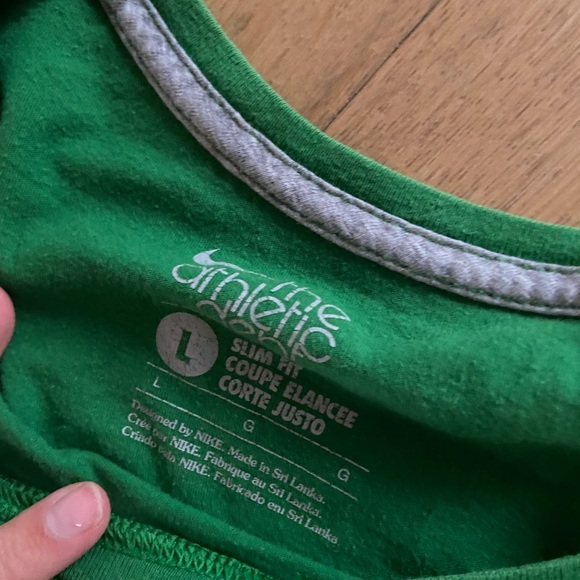 the
athletic
dept
L
SLIM FIT
COUPE ELANCEE
CORTE JUSTO
L G G
Designed by NIKE. Made in Sri Lanka.
Créé par NIKE. Fabrique au Sri Lanka.
Criado pela NIKE. Fabricado em Sri Lanka